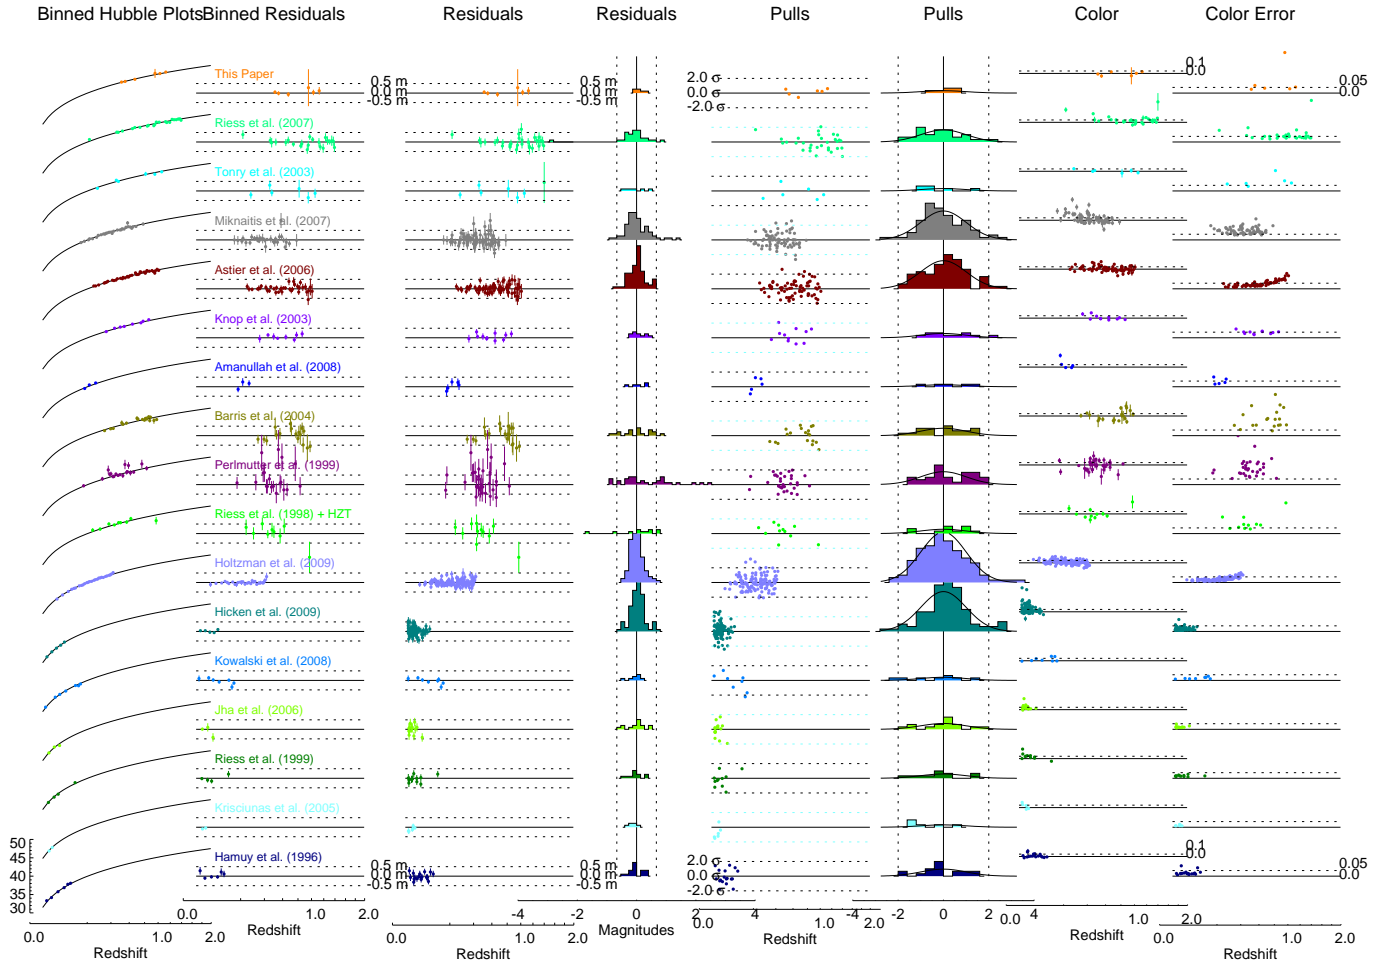 Binned Hubble Plots Binned Residuals Residuals Residuals Pulls Pulls Color Color Error
This Paper
0.5 m 0.5 m 2.0 σ 0.1
0.0 m 0.0 m 0.0 σ 0.0 0.05
-0.5 m -0.5 m -2.0 σ 0.0
Riess et al. (2007)
Tonry et al. (2003)
Miknaitis et al. (2007)
Astier et al. (2006)
Knop et al. (2003)
Amanullah et al. (2008)
Barris et al. (2004)
Perlmutter et al. (1999)
Riess et al. (1998) + HZT
Holtzman et al. (2009)
Hicken et al. (2009)
Kowalski et al. (2008)
Jha et al. (2006)
Riess et al. (1999)
Krisciunas et al. (2005)
Hamuy et al. (1996)
50
45
40
35
30
0.5 m 0.5 m 2.0 σ 0.1
0.0 m 0.0 m 0.0 σ 0.0 0.05
-0.5 m -0.5 m -2.0 σ 0.0
0.0 1.0 2.0 -4 -2 0 2 4 1.0 -4 -2 0 2 0.0 4 1.0 2.0
0.0 1.0 2.0 0.0 1.0 2.0 0.0 2.0 0.0 1.0 2.0
Redshift Redshift Redshift Magnitudes Redshift Redshift Redshift